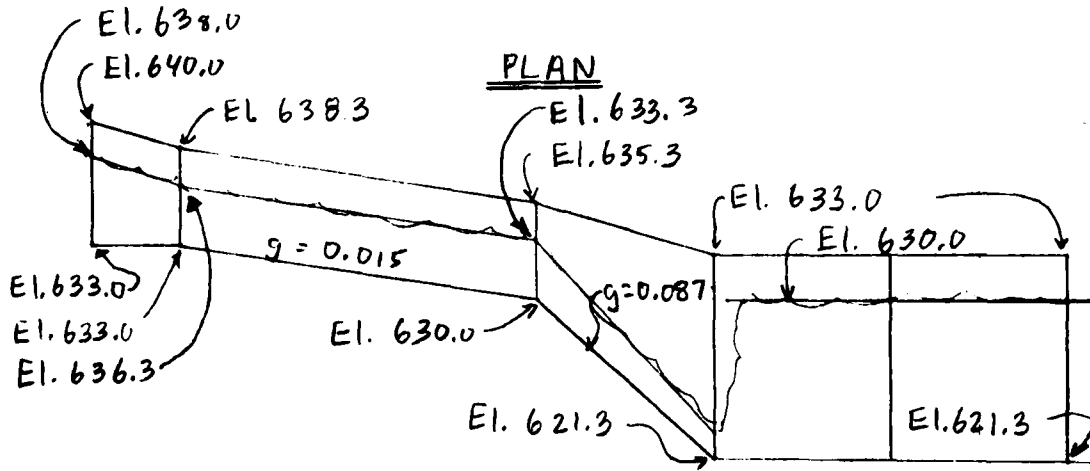 El. 638.0
El. 640.0
PLAN
El 638.3
El. 633.3
El. 635.3
El. 633.0
El. 630.0
g = 0.015
g=0.087
El. 633.0
El. 633.0
El. 636.3
El. 630.0
El. 621.3
El. 621.3